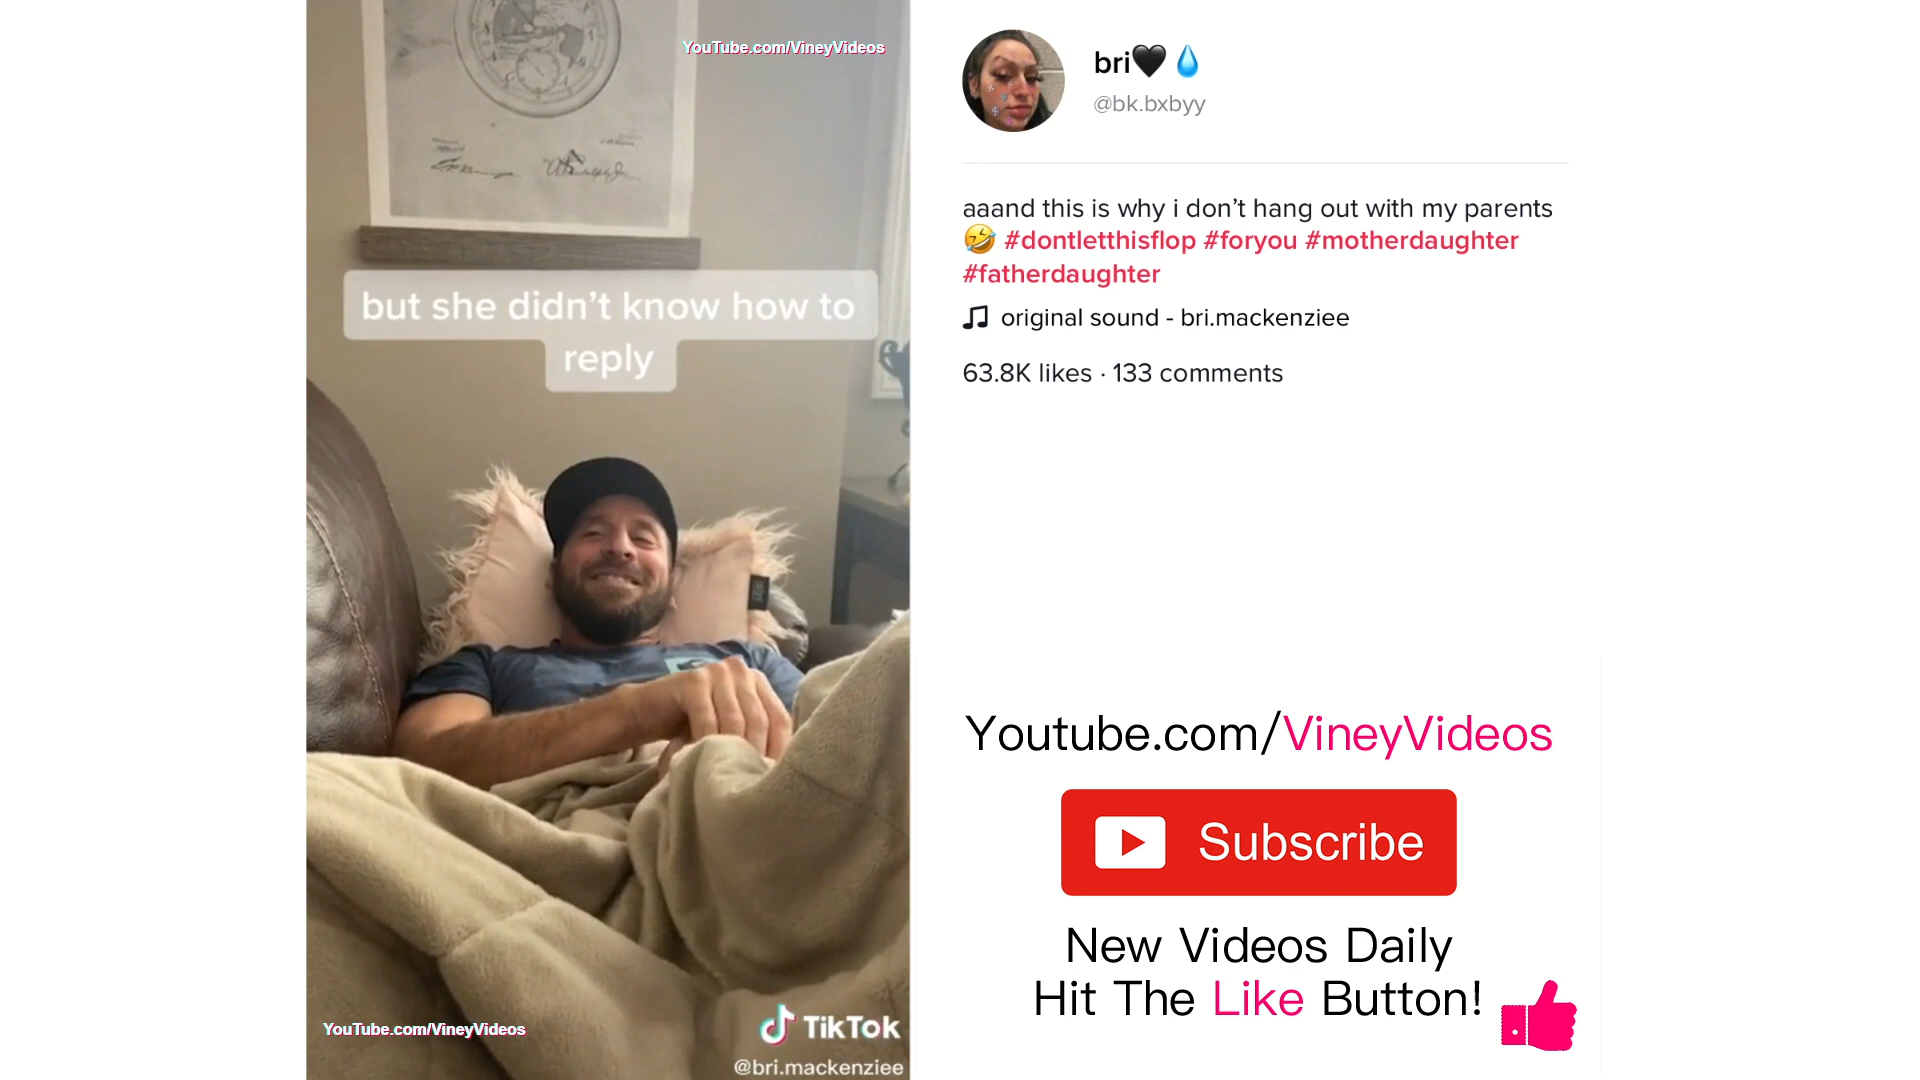 YouTube.com/VineyVideos
but she didn’t know how to
reply
YouTube.com/VineyVideos
TikTok
@bri.mackenziee
bri🖤💧
@bk.bxbyy
aaand this is why i don’t hang out with my parents
🤣 #dontletthisflop #foryou #motherdaughter
#fatherdaughter
original sound - bri.mackenziee
63.8K likes · 133 comments
Youtube.com/VineyVideos
Subscribe
New Videos Daily
Hit The Like Button!